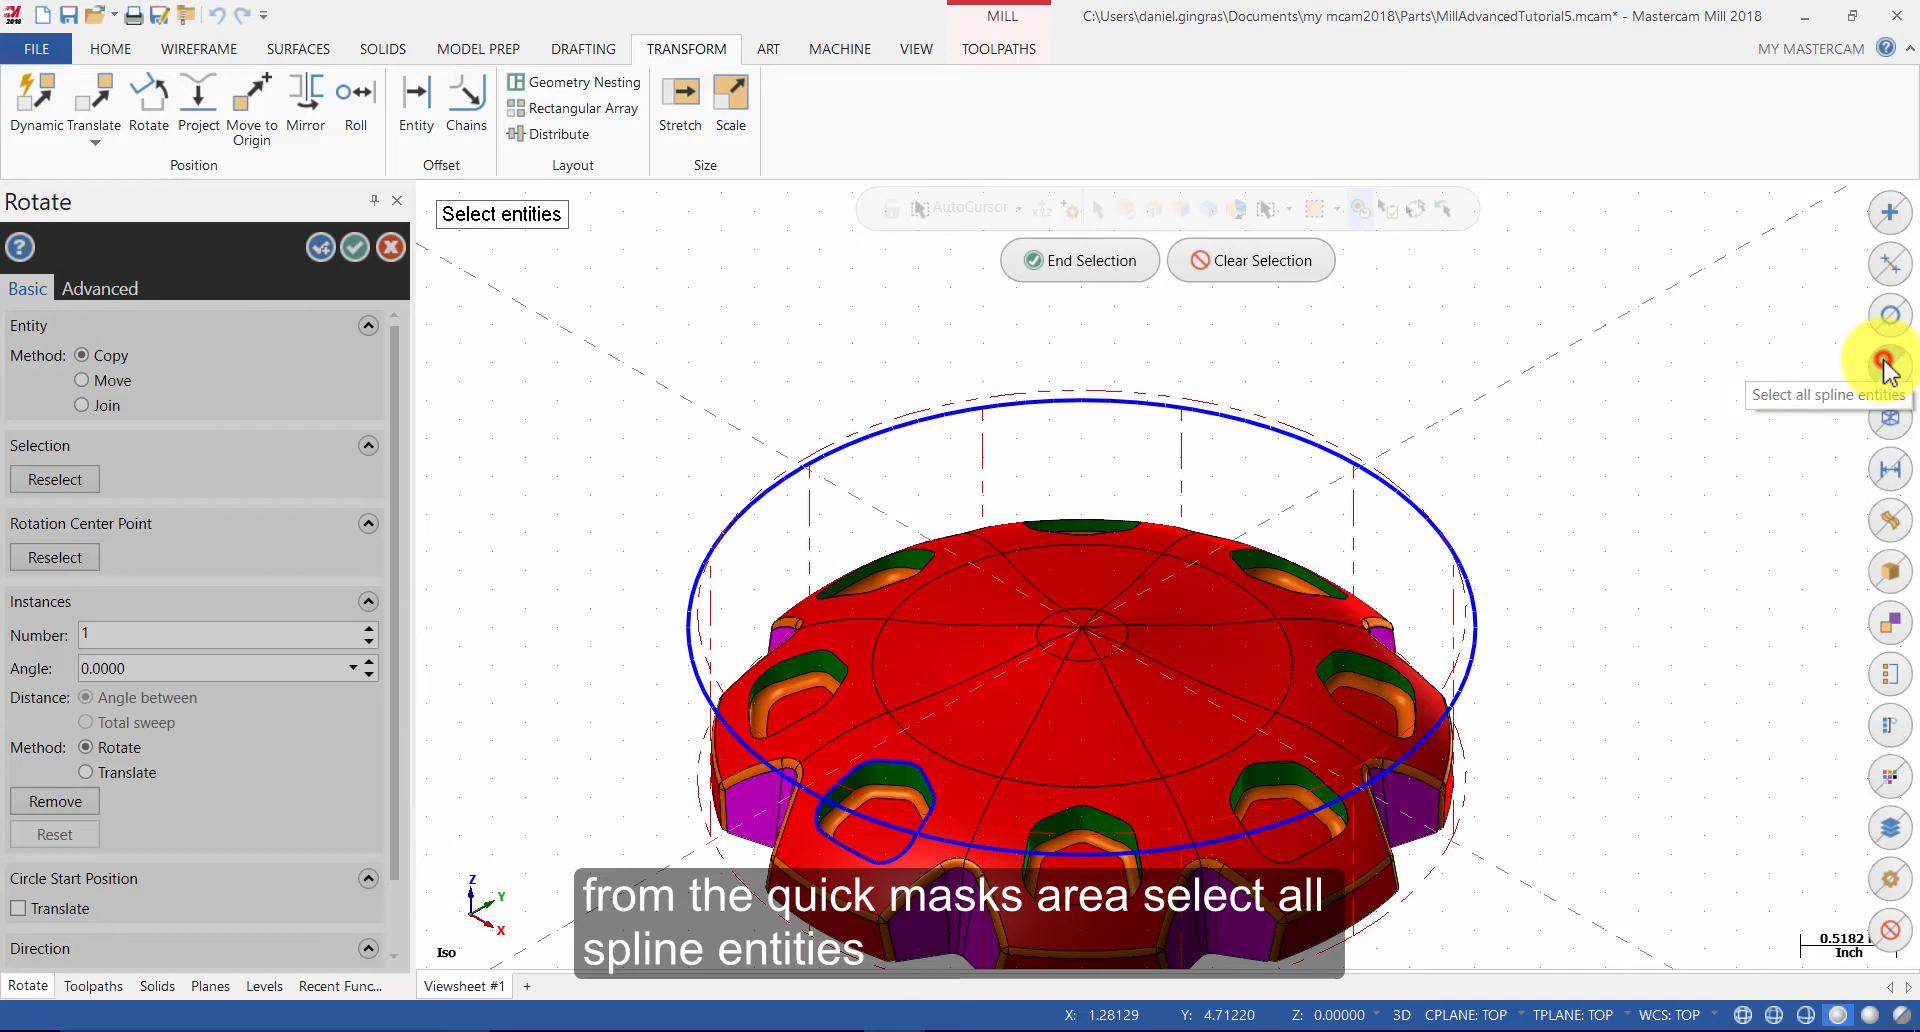 MILL
C:\Users\daniel.gingras\Documents\my mcam2018\Parts\MillAdvancedTutorial5.mcam* - Mastercam Mill 2018
FILE HOME WIREFRAME SURFACES SOLIDS MODEL PREP DRAFTING TRANSFORM ART MACHINE VIEW TOOLPATHS MY MASTERCAM
Dynamic Translate Rotate Project Move to Origin Mirror Roll
Position
Entity Chains
Offset
Geometry Nesting
Rectangular Array
Distribute
Layout
Stretch Scale
Size
Rotate
Basic Advanced
Entity
Method: Copy
Move
Join
Selection
Reselect
Rotation Center Point
Reselect
Instances
Number: 1
Angle: 0.0000
Distance: Angle between
Total sweep
Method: Rotate
Translate
Remove
Reset
Circle Start Position
Translate
Direction
Rotate Toolpaths Solids Planes Levels Recent Func...
Select entities
AutoCursor
End Selection Clear Selection
Select all spline entities
Z
Y
X
Iso
from the quick masks area select all
spline entities
0.5182
Inch
Viewsheet #1 +
X: 1.28129 Y: 4.71220 Z: 0.00000 3D CPLANE: TOP TPLANE: TOP WCS: TOP